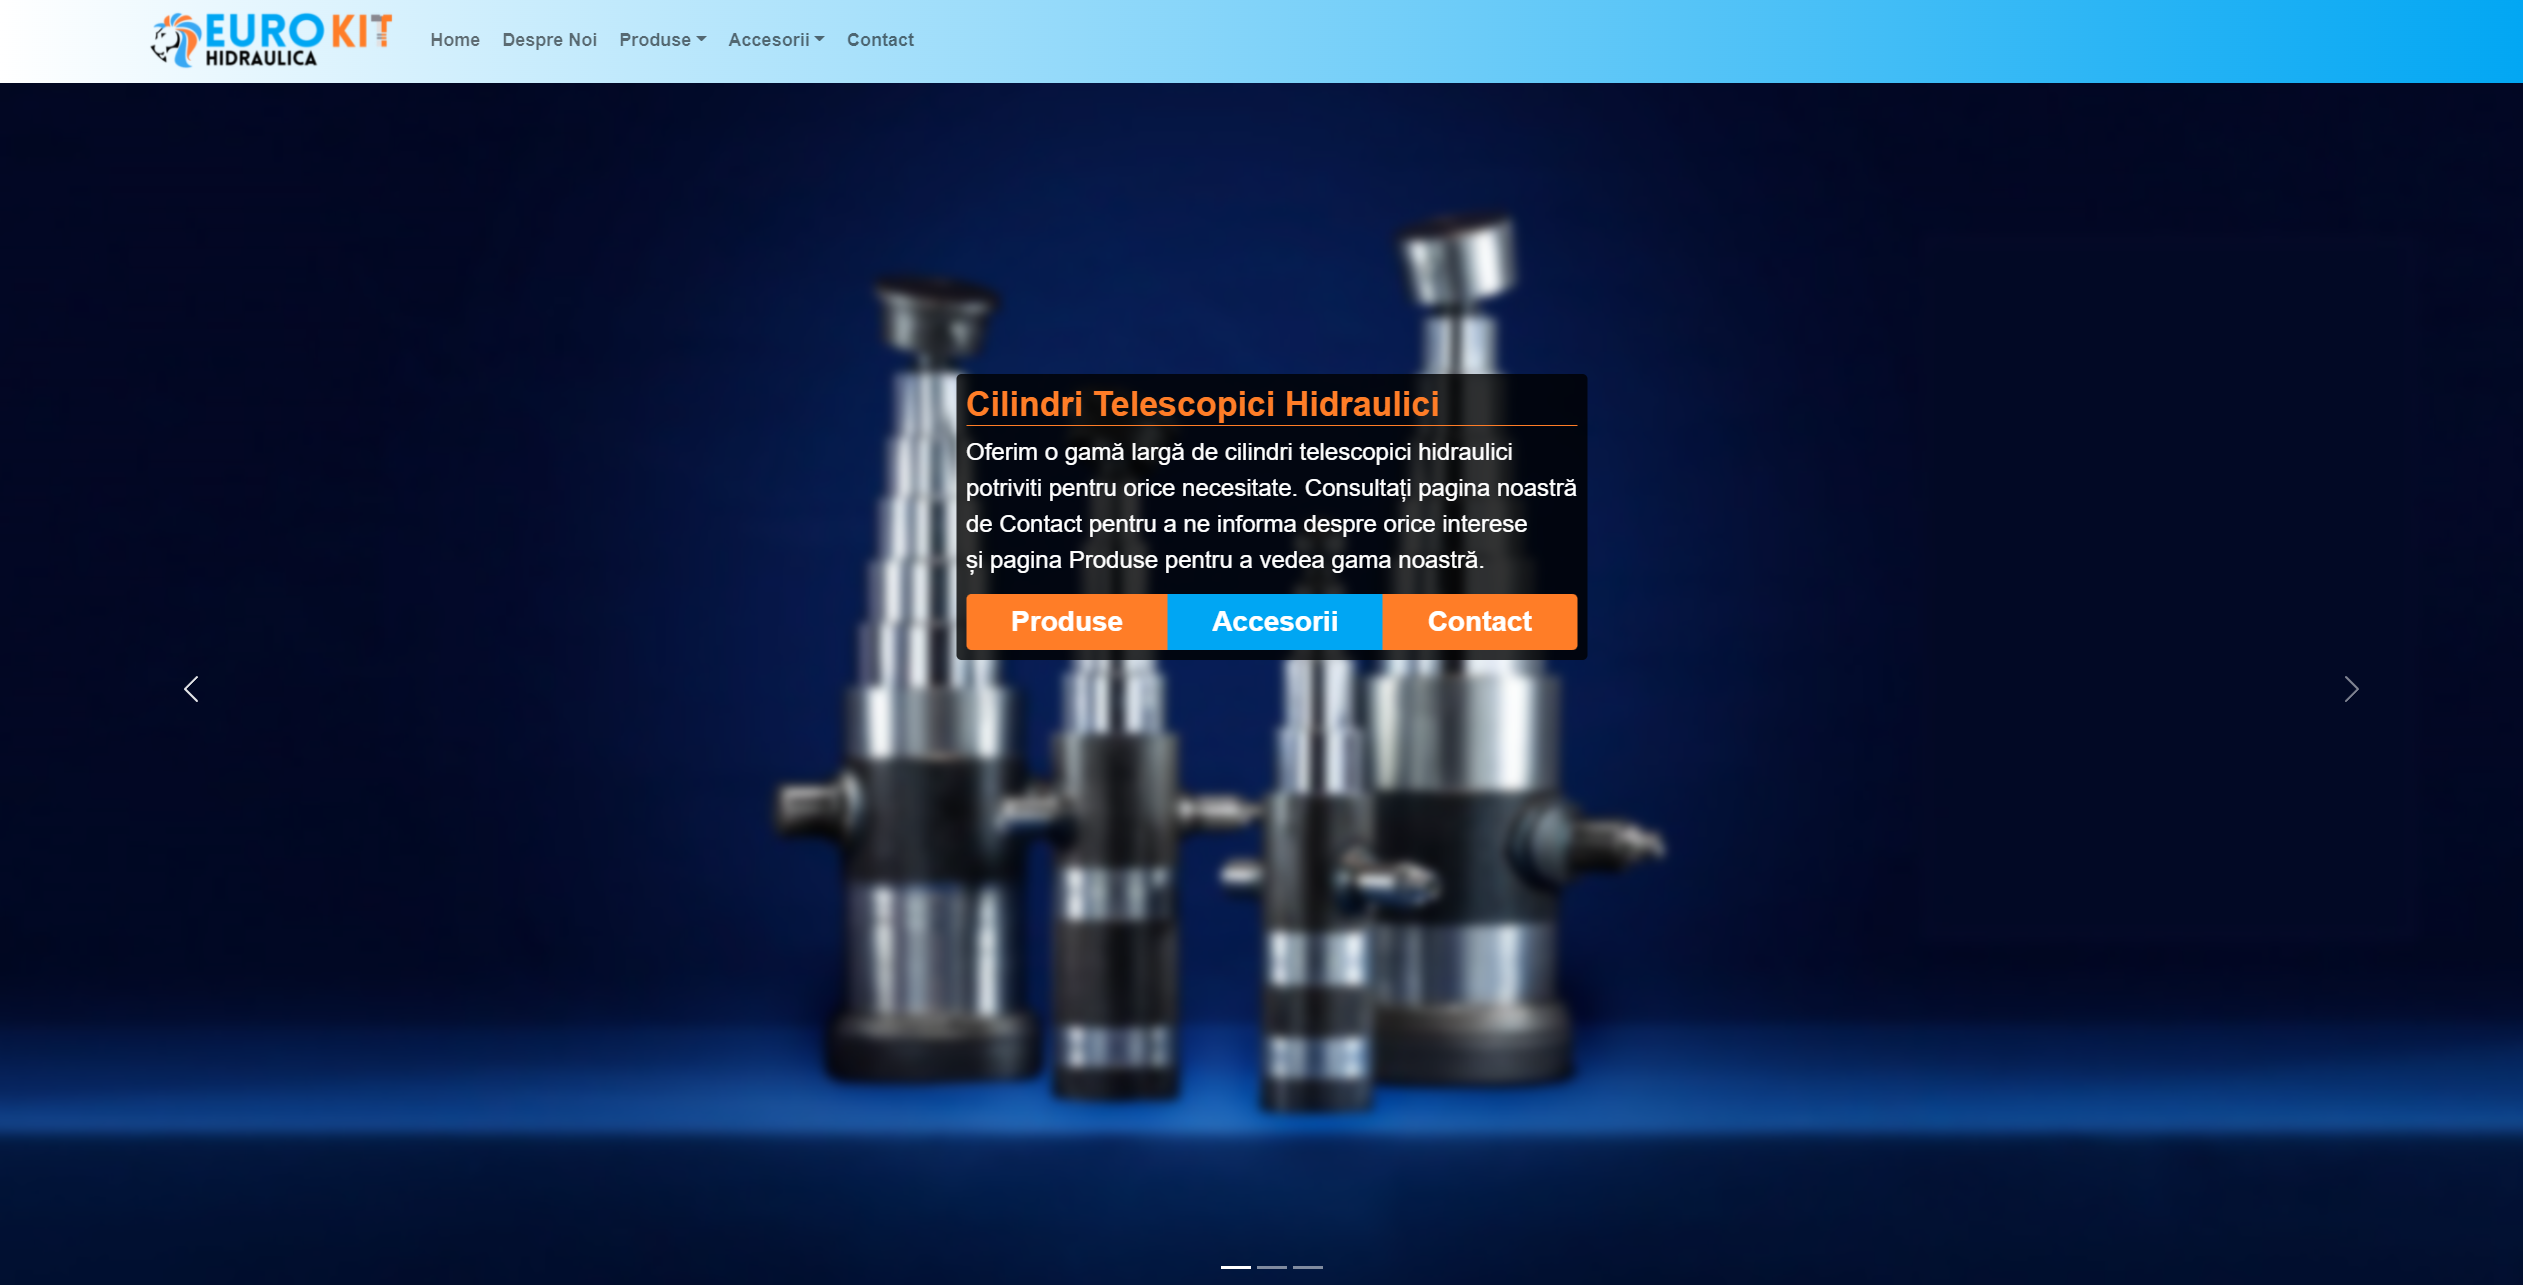 EURO KIT
HIDRAULICA
Home Despre Noi Produse Accesorii Contact
Cilindri Telescopici Hidraulici
Oferim o gamă largă de cilindri telescopici hidraulici
potriviti pentru orice necesitate. Consultați pagina noastră
de Contact pentru a ne informa despre orice interese
și pagina Produse pentru a vedea gama noastră.
Produse Accesorii Contact